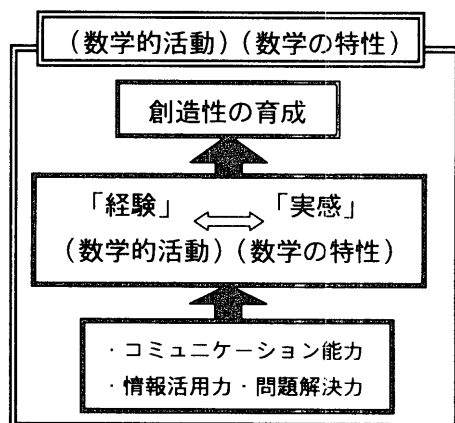 (数学的活動)(数学の特性)
創造性の育成
「経験」 「実感」
(数学的活動)(数学の特性)
・コミュニケーション能力
・情報活用力・問題解決力